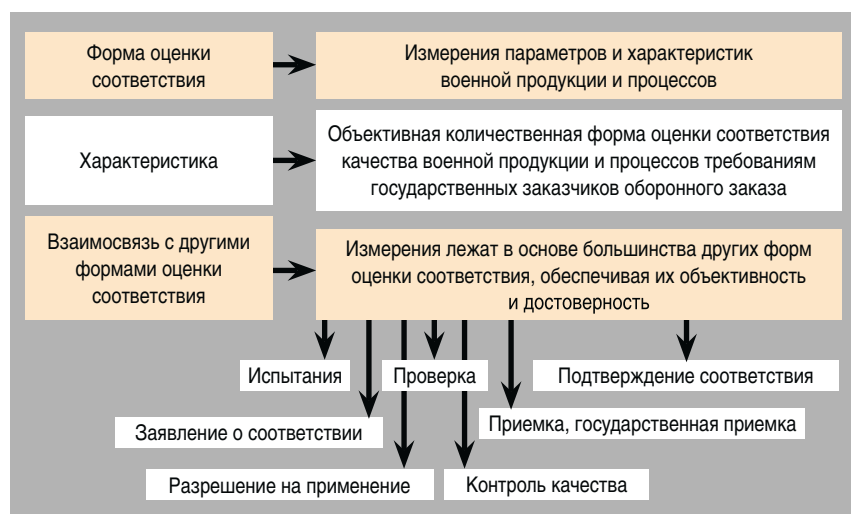 Форма оценки
соответствия
Измерения параметров и характеристик
военной продукции и процессов
Характеристика
Объективная количественная форма оценки соответствия
качества военной продукции и процессов требованиям
государственных заказчиков оборонного заказа
Взаимосвязь с другими
формами оценки
соответствия
Измерения лежат в основе большинства других форм
оценки соответствия, обеспечивая их объективность
и достоверность
Испытания
Проверка
Подтверждение соответствия
Заявление о соответствии
Приемка, государственная приемка
Разрешение на применение
Контроль качества